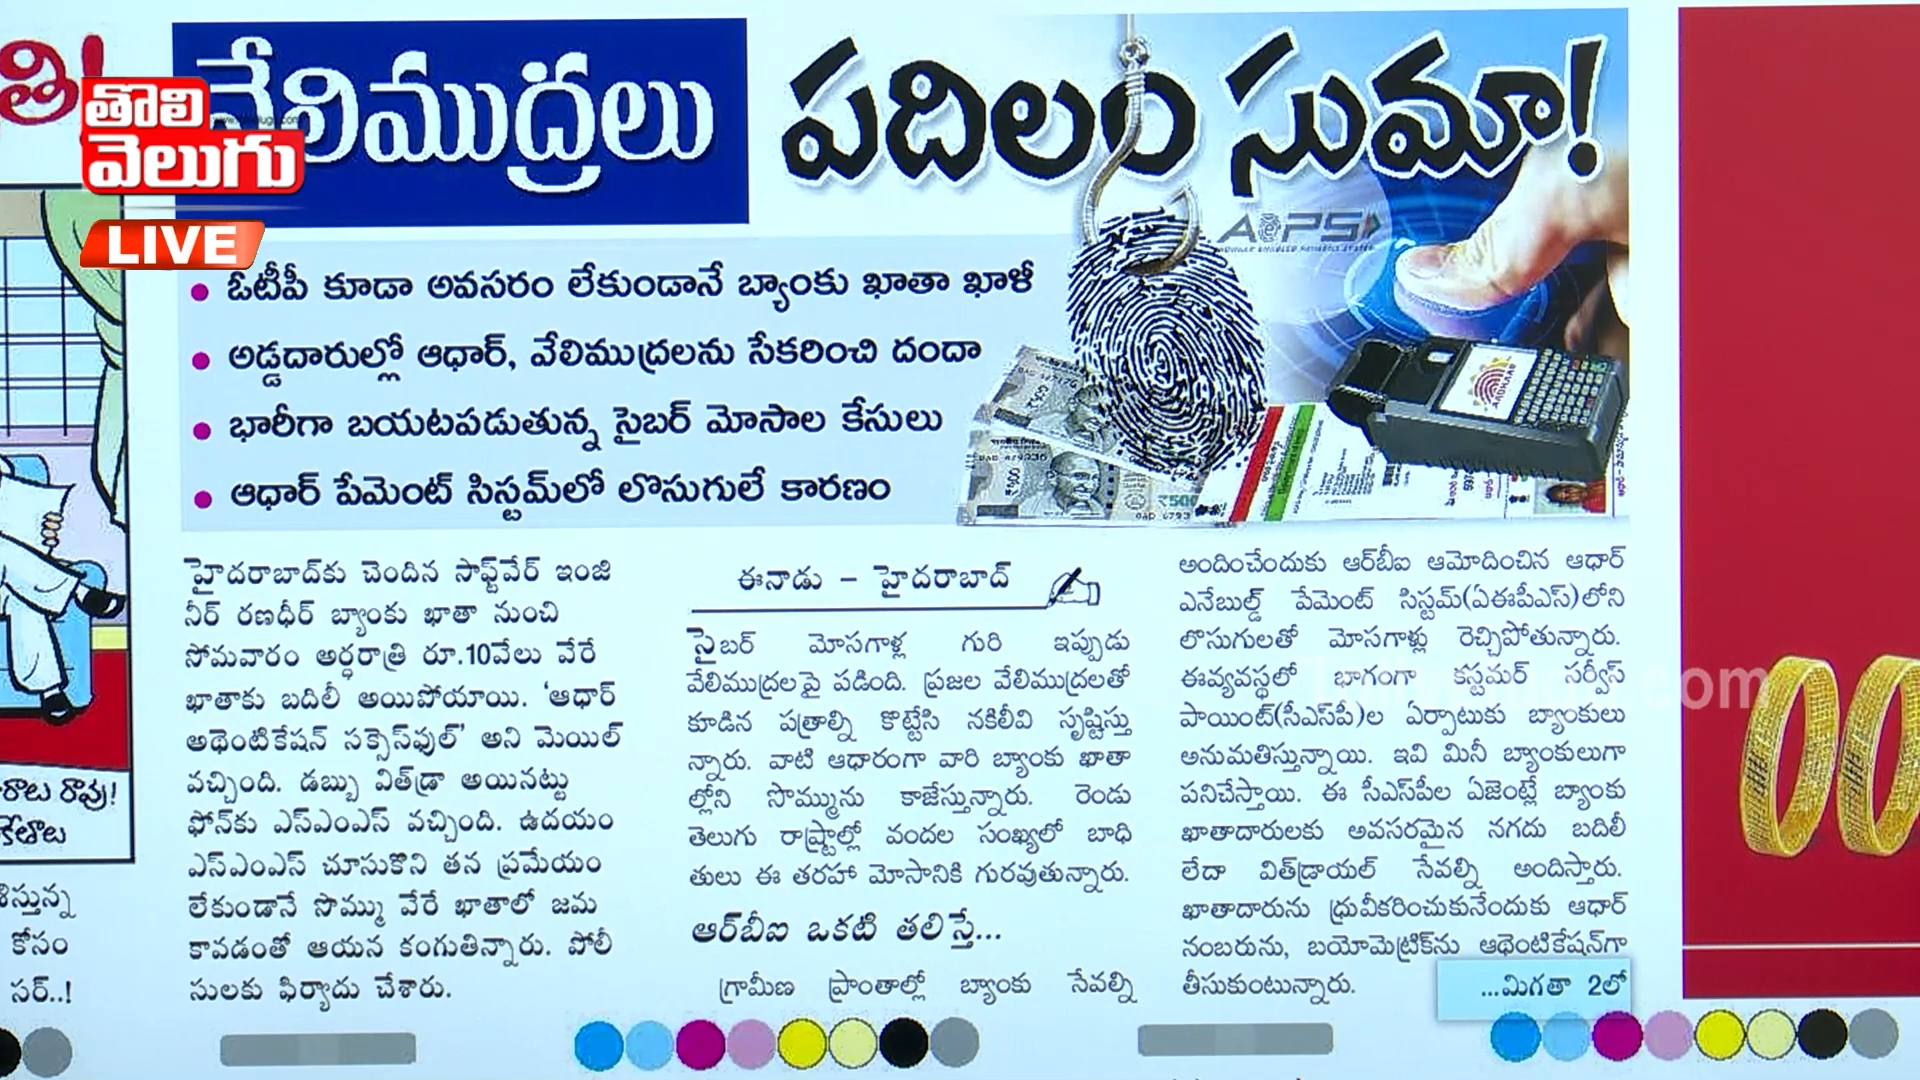 తి!
తొలి
వెలుగు
LIVE
వేలిముద్రలు పదిలం సుమా!
AePS
• ఓటీపీ కూడా అవసరం లేకుండానే బ్యాంకు ఖాతా ఖాళీ
• అడ్డదారుల్లో ఆధార్, వేలిముద్రలను సేకరించి దందా
• భారీగా బయటపడుతున్న సైబర్ మోసాల కేసులు
• ఆధార్ పేమెంట్ సిస్టమ్‌లో లొసుగులే కారణం
హైదరాబాద్‌కు చెందిన సాఫ్ట్‌వేర్ ఇంజి
నీర్ రణధీర్ బ్యాంకు ఖాతా నుంచి
సోమవారం అర్ధరాత్రి రూ.10వేలు వేరే
ఖాతాకు బదిలీ అయిపోయాయి. 'ఆధార్
అథెంటికేషన్ సక్సెస్‌ఫుల్' అని మెయిల్
వచ్చింది. డబ్బు విత్‌డ్రా అయినట్టు
ఫోన్‌కు ఎస్ఎంఎస్ వచ్చింది. ఉదయం
ఎస్ఎంఎస్ చూసుకొని తన ప్రమేయం
లేకుండానే సొమ్ము వేరే ఖాతాలో జమ
కావడంతో ఆయన కంగుతిన్నారు. పోలీ
సులకు ఫిర్యాదు చేశారు.
ఈనాడు - హైదరాబాద్
సైబర్ మోసగాళ్ల గురి ఇప్పుడు
వేలిముద్రలపై పడింది. ప్రజల వేలిముద్రలతో
కూడిన పత్రాల్ని కొట్టేసి నకిలీవి సృష్టిస్తు
న్నారు. వాటి ఆధారంగా వారి బ్యాంకు ఖాతా
ల్లోని సొమ్మును కాజేస్తున్నారు. రెండు
తెలుగు రాష్ట్రాల్లో వందల సంఖ్యలో బాధి
తులు ఈ తరహా మోసానికి గురవుతున్నారు.
ఆర్‌బీఐ ఒకటి తలిస్తే...
గ్రామీణ ప్రాంతాల్లో బ్యాంకు సేవల్ని
అందించేందుకు ఆర్‌బీఐ ఆమోదించిన ఆధార్
ఎనేబుల్డ్ పేమెంట్ సిస్టమ్(ఏఈపీఎస్)లోని
లొసుగులతో మోసగాళ్లు రెచ్చిపోతున్నారు.
ఈవ్యవస్థలో భాగంగా కస్టమర్ సర్వీస్
పాయింట్(సీఎస్‌పీ)ల ఏర్పాటుకు బ్యాంకులు
అనుమతిస్తున్నాయి. ఇవి మినీ బ్యాంకులుగా
పనిచేస్తాయి. ఈ సీఎస్‌పీల ఏజెంట్లే బ్యాంకు
ఖాతాదారులకు అవసరమైన నగదు బదిలీ
లేదా విత్‌డ్రాయల్ సేవల్ని అందిస్తారు.
ఖాతాదారును ధ్రువీకరించుకునేందుకు ఆధార్
నంబరును, బయోమెట్రిక్‌ను ఆథెంటికేషన్‌గా
తీసుకుంటున్నారు.
...మిగతా 2లో
రావు!
కోసం
సర్..!